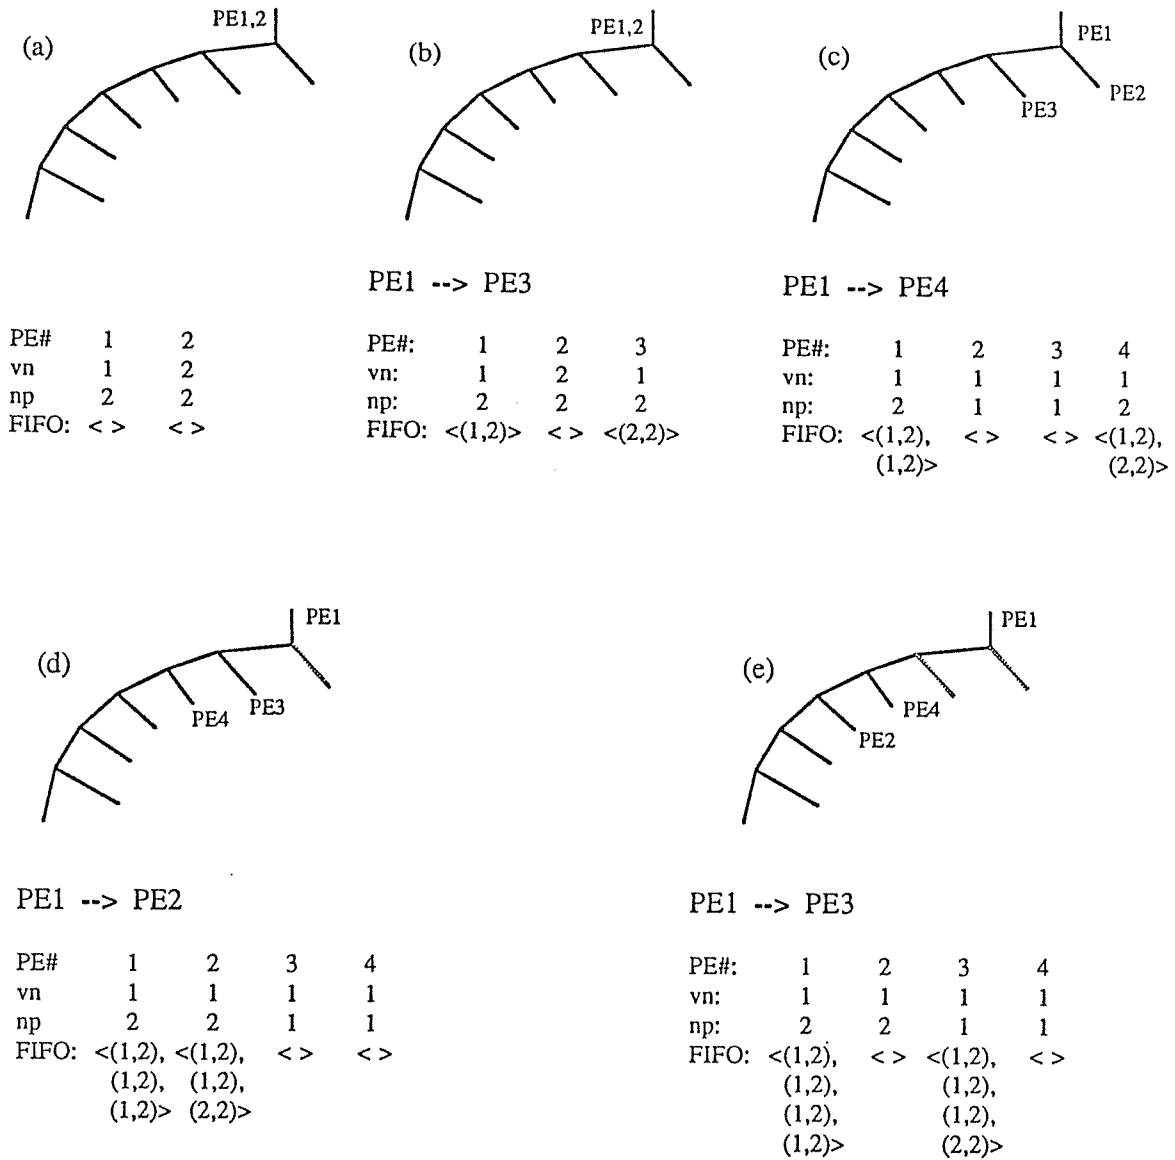 (a)
PE1,2
(b)
PE1,2
(c)
PE1
PE2
PE3
PE1 --> PE3
PE1 --> PE4
PE# 1 2
vn 1 2
np 2 2
FIFO: < > < >
PE#: 1 2 3
vn: 1 2 1
np: 2 2 2
FIFO: <(1,2)> < > <(2,2)>
PE#: 1 2 3 4
vn: 1 1 1 1
np: 2 1 1 2
FIFO: <(1,2), < > < > <(1,2),
(1,2)> (2,2)>
(d)
PE1
PE4
PE3
(e)
PE1
PE4
PE2
PE1 --> PE2
PE1 --> PE3
PE# 1 2 3 4
vn 1 1 1 1
np 2 2 1 1
FIFO: <(1,2), <(1,2), < > < >
(1,2), (1,2),
(1,2)> (2,2)>
PE#: 1 2 3 4
vn: 1 1 1 1
np: 2 2 1 1
FIFO: <(1,2), < > <(1,2), < >
(1,2), (1,2),
(1,2), (1,2),
(1,2)> (2,2)>